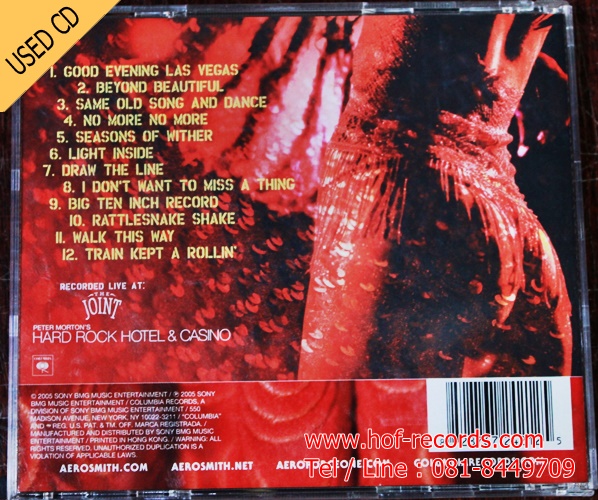 USED CD
1. GOOD EVENING LAS VEGAS
2. BEYOND BEAUTIFUL
3. SAME OLD SONG AND DANCE
4. NO MORE NO MORE
5. SEASONS OF WITHER
6. LIGHT INSIDE
7. DRAW THE LINE
8. I DON'T WANT TO MISS A THING
9. BIG TEN INCH RECORD
10. RATTLESNAKE SHAKE
11. WALK THIS WAY
12. TRAIN KEPT A ROLLIN'
RECORDED LIVE AT:
THE
JOINT
PETER MORTON'S
HARD ROCK HOTEL & CASINO
© 2005 SONY BMG MUSIC ENTERTAINMENT / ℗ 2005 SONY
BMG MUSIC ENTERTAINMENT / COLUMBIA RECORDS, A
DIVISION OF SONY BMG MUSIC ENTERTAINMENT / 550
MADISON AVENUE, NEW YORK, NY 10022-3211 / "COLUMBIA"
AND REG. U.S. PAT. & TM. OFF. MARCA REGISTRADA. /
MANUFACTURED AND DISTRIBUTED BY SONY BMG MUSIC
ENTERTAINMENT / PRINTED IN HONG KONG. / WARNING: ALL
RIGHTS RESERVED. UNAUTHORIZED DUPLICATION IS A
VIOLATION OF APPLICABLE LAWS.
www.hof-records.com
AEROSMITH.COM AEROSMITH.NET
Tel / Line : 081-8449709